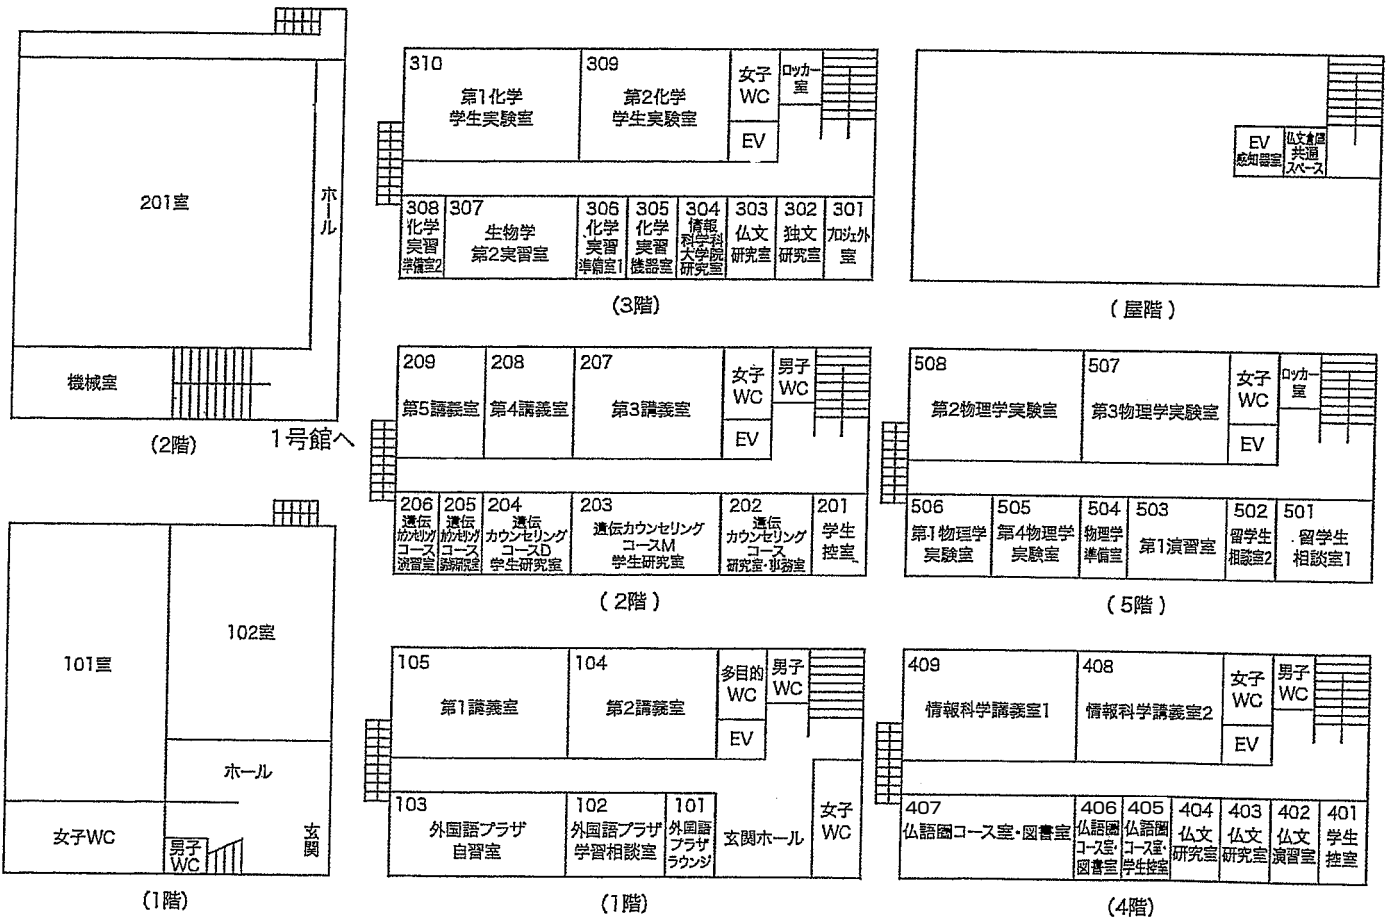 201室
ホール
機械室
(2階)
1号館へ
101室
102室
ホール
女子WC
男子
WC
玄関
(1階)
310
第1化学
学生実験室
309
第2化学
学生実験室
女子
WC
EV
ロッカー
室
308
化学
実習
準備室2
307
生物学
第2実習室
306
化学
実習
準備室1
305
化学
実習
機器室
304
情報
科学科
大学院
研究室
303
仏文
研究室
302
独文
研究室
301
プロジェクト
室
(3階)
209
第5講義室
208
第4講義室
207
第3講義室
女子
WC
EV
男子
WC
206
遺伝
カウンセリング
コース
演習室
205
遺伝
カウンセリング
コース
204
遺伝
カウンセリング
コースD
学生研究室
203
遺伝カウンセリング
コースM
学生研究室
202
遺伝
カウンセリング
コース
研究室・事務室
201
学生
控室
(2階)
105
第1講義室
104
第2講義室
多目的
WC
EV
男子
WC
103
外国語プラザ
自習室
102
外国語プラザ
学習相談室
101
外国語
プラザ
ラウンジ
玄関ホール
女子
WC
(1階)
EV
感知器室
仏文倉庫
共通
スペース
(屋階)
508
第2物理学実験室
507
第3物理学実験室
女子
WC
EV
ロッカー
室
506
第1物理学
実験室
505
第4物理学
実験室
504
物理学
準備室
503
第1演習室
502
留学生
相談室2
501
留学生
相談室1
(5階)
409
情報科学講義室1
408
情報科学講義室2
女子
WC
EV
男子
WC
407
仏語圏コース室・図書室
406
仏語圏
コース室・
図書室
405
仏語圏
コース室・
学生控室
404
仏文
研究室
403
仏文
研究室
402
仏文
演習室
401
学生
控室
(4階)